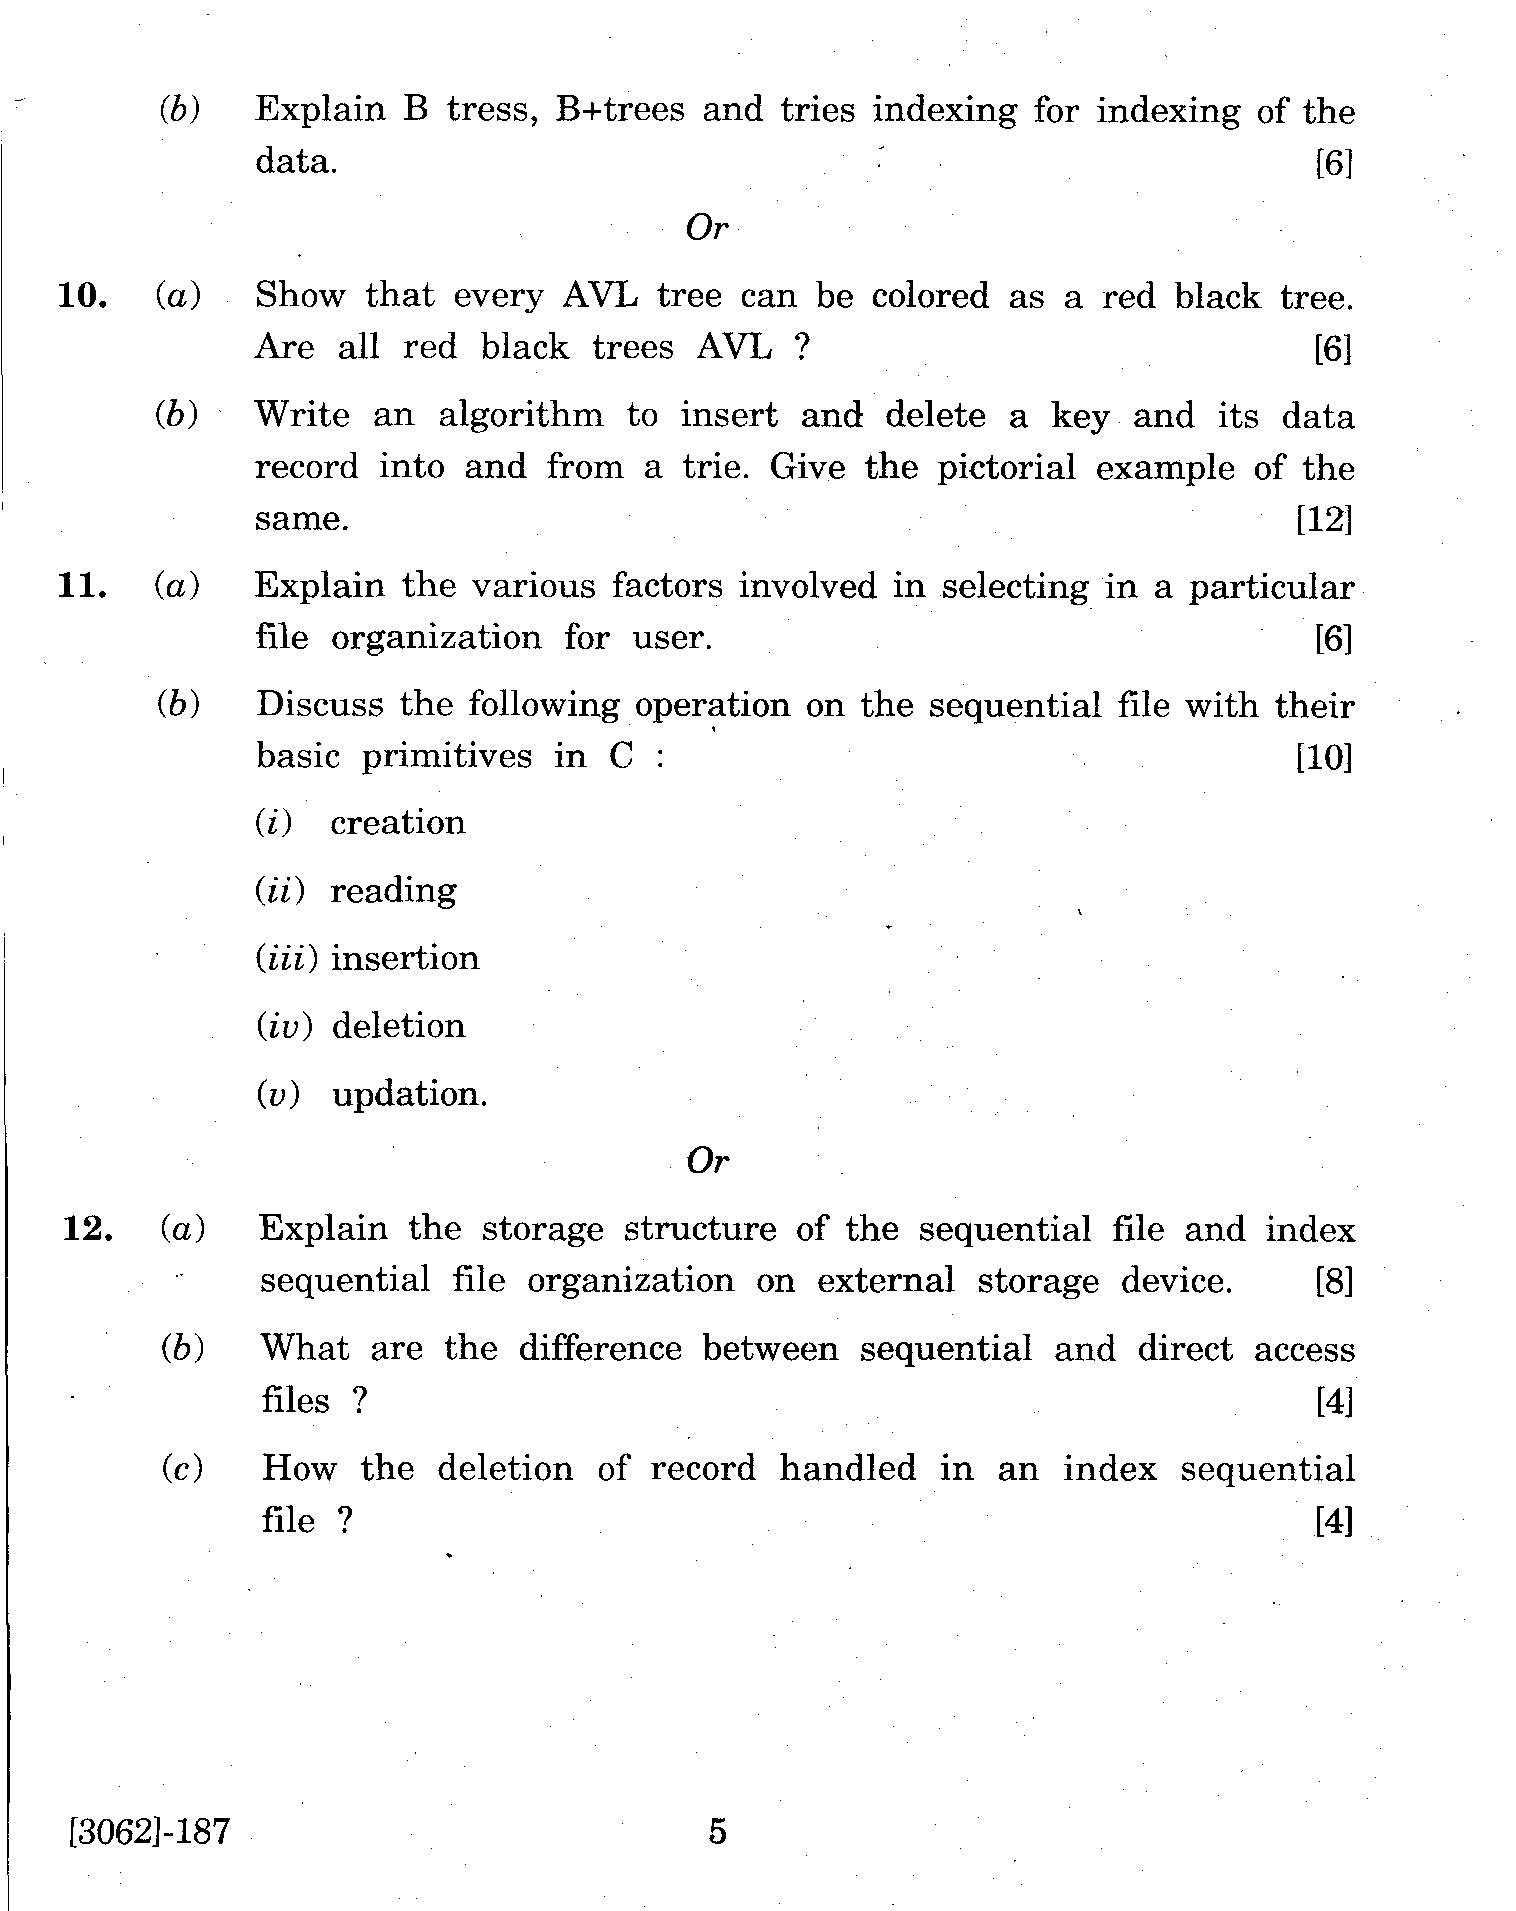 (b) Explain B tress, B+trees and tries indexing for indexing of the
data. [6]
Or
10. (a) Show that every AVL tree can be colored as a red black tree.
Are all red black trees AVL ? [6]
(b) Write an algorithm to insert and delete a key and its data
record into and from a trie. Give the pictorial example of the
same. [12]
11. (a) Explain the various factors involved in selecting in a particular
file organization for user. [6]
(b) Discuss the following operation on the sequential file with their
basic primitives in C : [10]
(i) creation
(ii) reading
(iii) insertion
(iv) deletion
(v) updation.
Or
12. (a) Explain the storage structure of the sequential file and index
sequential file organization on external storage device. [8]
(b) What are the difference between sequential and direct access
files ? [4]
(c) How the deletion of record handled in an index sequential
file ? [4]
[3062]-187 5